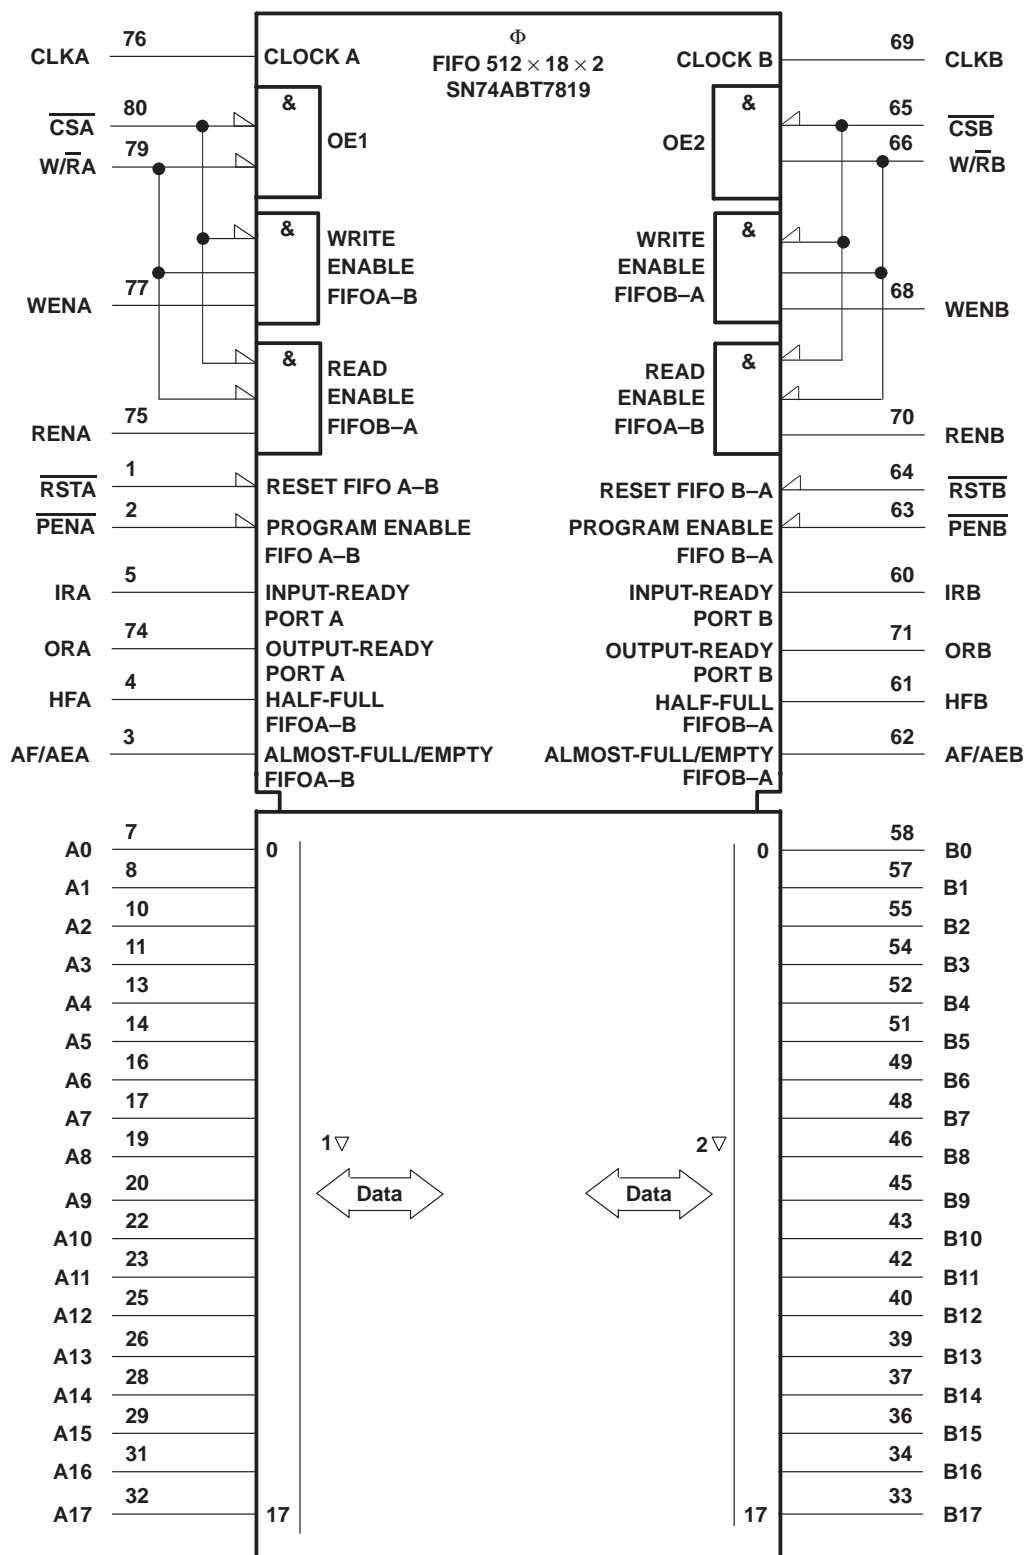 Φ
FIFO 512 × 18 × 2
SN74ABT7819
CLKA 76 CLOCK A
CLOCK B 69 CLKB
CSA 80 & OE1
OE2 & 65 CSB
W/RA 79
66 W/RB
& WRITE ENABLE FIFOA–B
WRITE ENABLE FIFOB–A &
WENA 77
68 WENB
& READ ENABLE FIFOB–A
READ ENABLE FIFOA–B &
RENA 75
70 RENB
RSTA 1 RESET FIFO A–B
RESET FIFO B–A 64 RSTB
PENA 2 PROGRAM ENABLE FIFO A–B
PROGRAM ENABLE FIFO B–A 63 PENB
IRA 5 INPUT-READY PORT A
INPUT-READY PORT B 60 IRB
ORA 74 OUTPUT-READY PORT A
OUTPUT-READY PORT B 71 ORB
HFA 4 HALF-FULL FIFOA–B
HALF-FULL FIFOB–A 61 HFB
AF/AEA 3 ALMOST-FULL/EMPTY FIFOA–B
ALMOST-FULL/EMPTY FIFOB–A 62 AF/AEB
A0 7 0 0 58 B0
A1 8 57 B1
A2 10 55 B2
A3 11 54 B3
A4 13 52 B4
A5 14 51 B5
A6 16 49 B6
A7 17 48 B7
1 2
A8 19 46 B8
Data Data
A9 20 45 B9
A10 22 43 B10
A11 23 42 B11
A12 25 40 B12
A13 26 39 B13
A14 28 37 B14
A15 29 36 B15
A16 31 34 B16
A17 32 17 17 33 B17